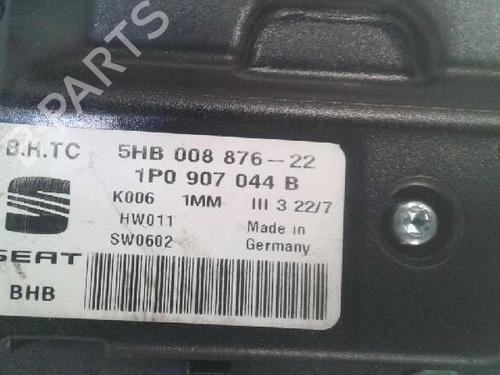 B.H.TC 5HB 008 876-22
1P0 907 044 B
K006 1MM III 3 22/7
HW011 Made in
SW0602 Germany
SEAT
BHB
PARTS